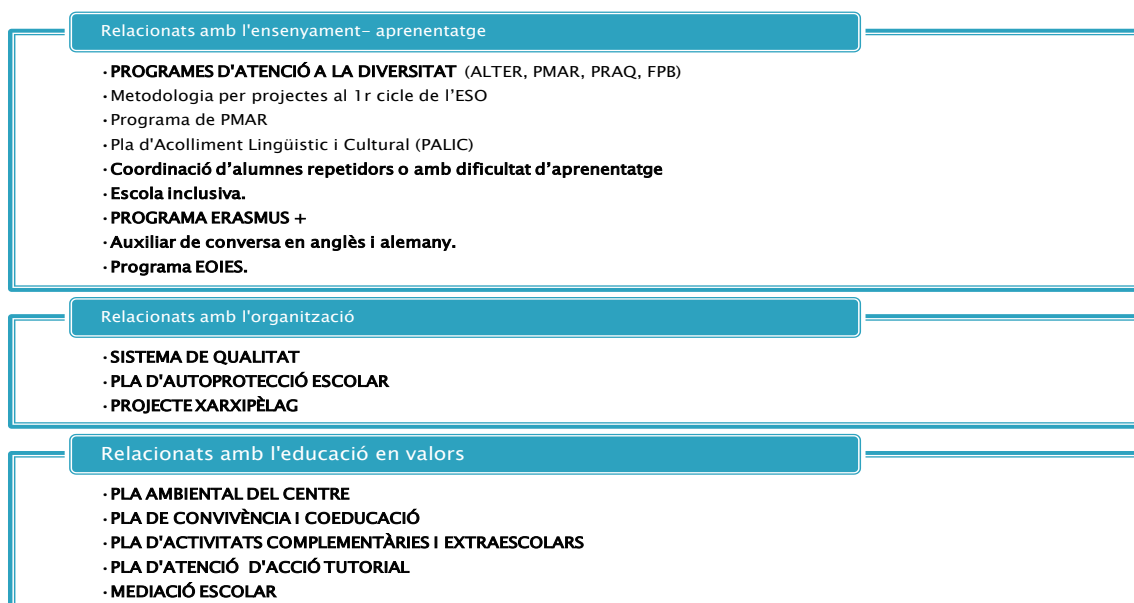 Relacionats amb l'ensenyament- aprenentatge
·PROGRAMES D'ATENCIÓ A LA DIVERSITAT (ALTER, PMAR, PRAQ, FPB)
·Metodologia per projectes al 1r cicle de l'ESO
·Programa de PMAR
·Pla d'Acolliment Lingüistic i Cultural (PALIC)
·Coordinació d'alumnes repetidors o amb dificultat d'aprenentatge
·Escola inclusiva.
·PROGRAMA ERASMUS +
·Auxiliar de conversa en anglès i alemany.
·Programa EOIES.
Relacionats amb l'organització
·SISTEMA DE QUALITAT
·PLA D'AUTOPROTECCIÓ ESCOLAR
·PROJECTE XARXIPÈLAG
Relacionats amb l'educació en valors
·PLA AMBIENTAL DEL CENTRE
·PLA DE CONVIVÈNCIA I COEDUCACIÓ
·PLA D'ACTIVITATS COMPLEMENTÀRIES I EXTRAESCOLARS
·PLA D'ATENCIÓ D'ACCIÓ TUTORIAL
·MEDIACIÓ ESCOLAR